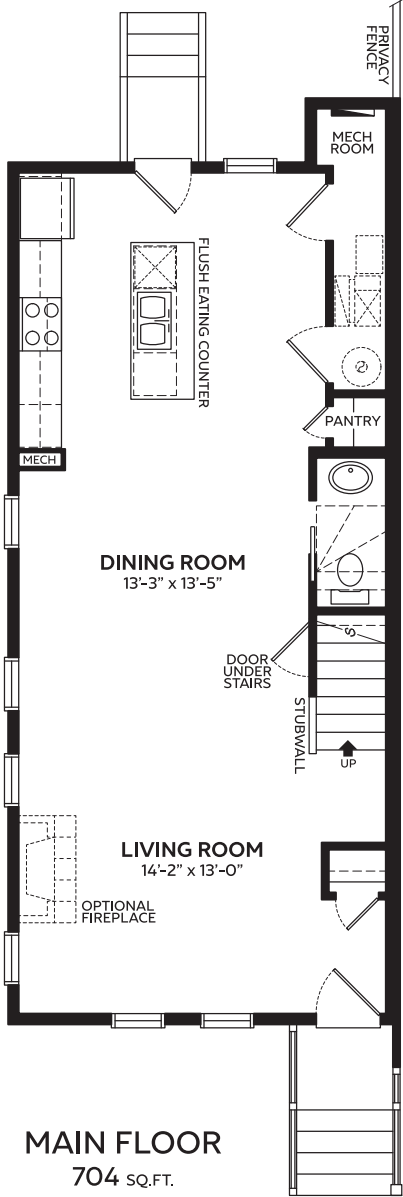 PRIVACY
FENCE
MECH
ROOM
FLUSH EATING COUNTER
PANTRY
MECH
DINING ROOM
13'-3" x 13'-5"
DOOR
UNDER
STAIRS
S
STUBWALL
UP
LIVING ROOM
14'-2" x 13'-0"
OPTIONAL
FIREPLACE
MAIN FLOOR
704 SQ.FT.